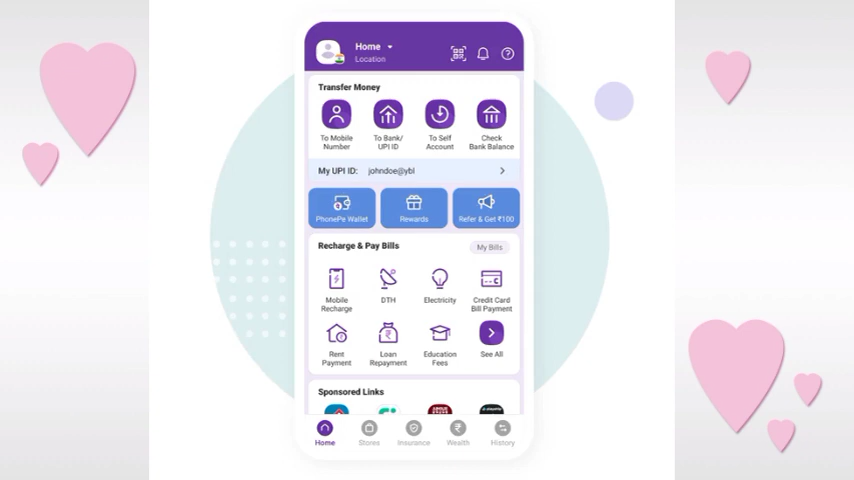 Home
Location
Transfer Money
To Mobile Number
To Bank/ UPI ID
To Self Account
Check Bank Balance
My UPI ID: johndoe@ybl
PhonePe Wallet
Rewards
Refer & Get ₹100
Recharge & Pay Bills
My Bills
Mobile Recharge
DTH
Electricity
Credit Card Bill Payment
Rent Payment
Loan Repayment
Education Fees
See All
Sponsored Links
Home
Stores
Insurance
Wealth
History